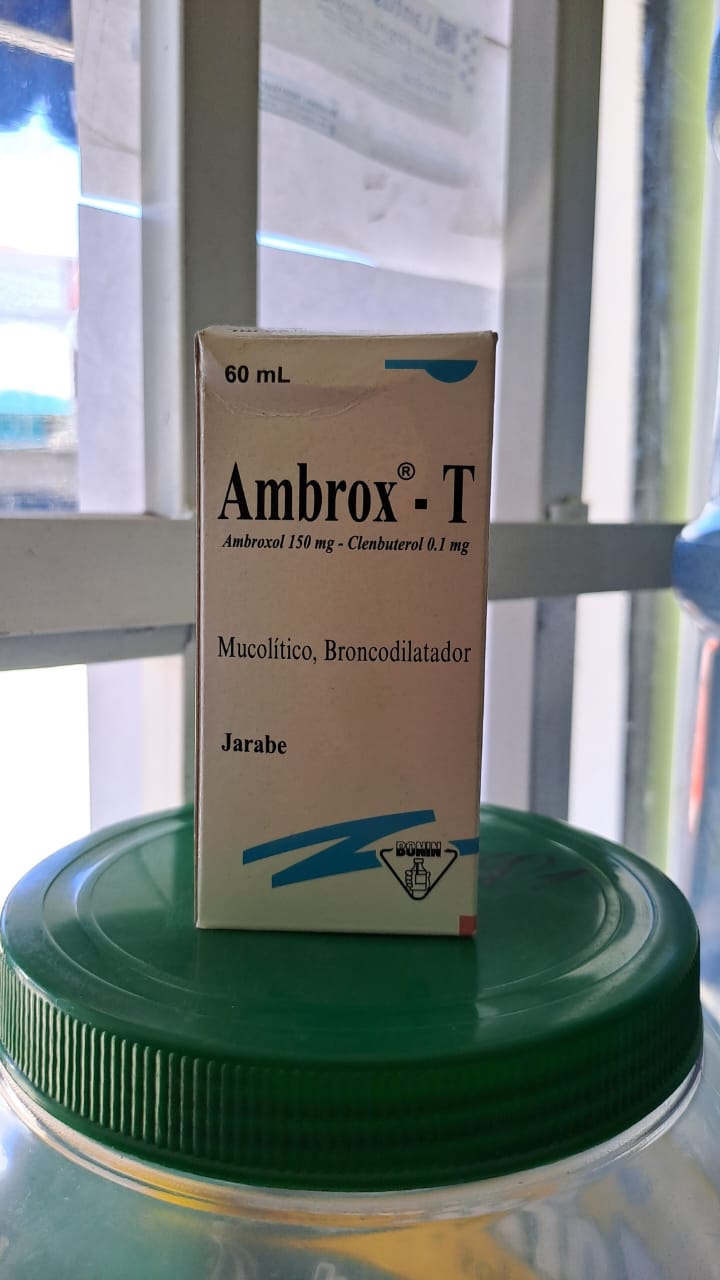 60 mL
Ambrox® - T
Ambroxol 150 mg - Clenbuterol 0.1 mg
Mucolítico, Broncodilatador
Jarabe
BONIN